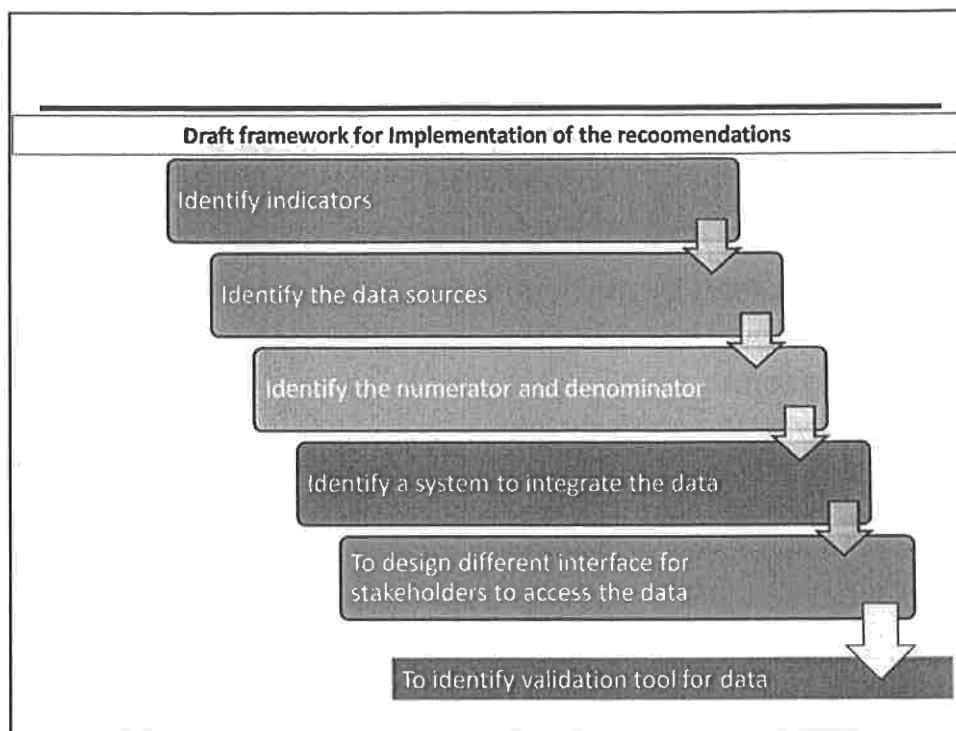 Draft framework for Implementation of the recoomendations
Identify indicators
Identify the data sources
Identify the numerator and denominator
Identify a system to integrate the data
To design different interface for
stakeholders to access the data
To identify validation tool for data